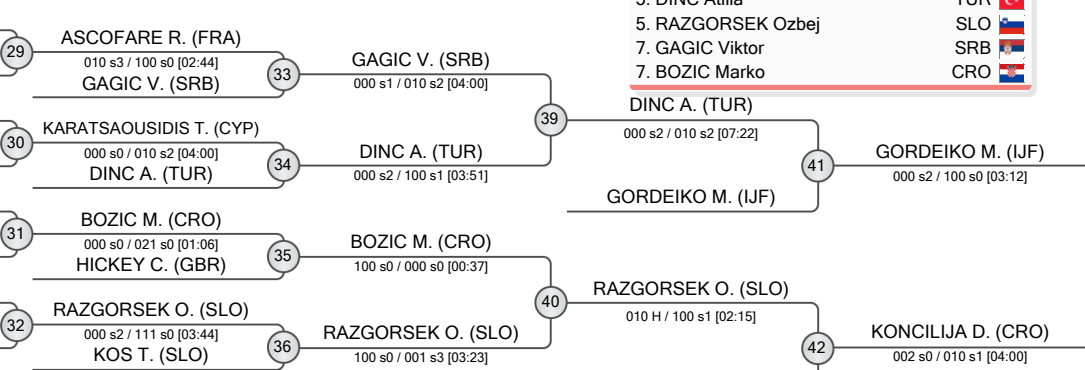 3. DINC Atilla TUR
5. RAZGORSEK Ozbej SLO
7. GAGIC Viktor SRB
7. BOZIC Marko CRO
29
ASCOFARE R. (FRA)
010 s3 / 100 s0 [02:44]
GAGIC V. (SRB)
33
GAGIC V. (SRB)
000 s1 / 010 s2 [04:00]
30
KARATSAOUSIDIS T. (CYP)
000 s0 / 010 s2 [04:00]
DINC A. (TUR)
34
DINC A. (TUR)
000 s2 / 100 s1 [03:51]
39
DINC A. (TUR)
000 s2 / 010 s2 [07:22]
GORDEIKO M. (IJF)
41
GORDEIKO M. (IJF)
000 s2 / 100 s0 [03:12]
31
BOZIC M. (CRO)
000 s0 / 021 s0 [01:06]
HICKEY C. (GBR)
35
BOZIC M. (CRO)
100 s0 / 000 s0 [00:37]
32
RAZGORSEK O. (SLO)
000 s2 / 111 s0 [03:44]
KOS T. (SLO)
36
RAZGORSEK O. (SLO)
100 s0 / 001 s3 [03:23]
40
RAZGORSEK O. (SLO)
010 H / 100 s1 [02:15]
42
KONCILIJA D. (CRO)
002 s0 / 010 s1 [04:00]